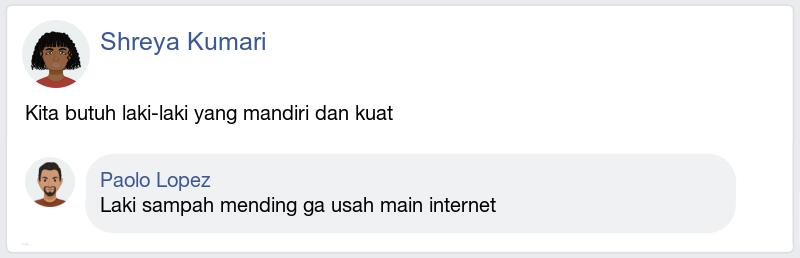 Shreya Kumari
Kita butuh laki-laki yang mandiri dan kuat
Paolo Lopez
Laki sampah mending ga usah main internet